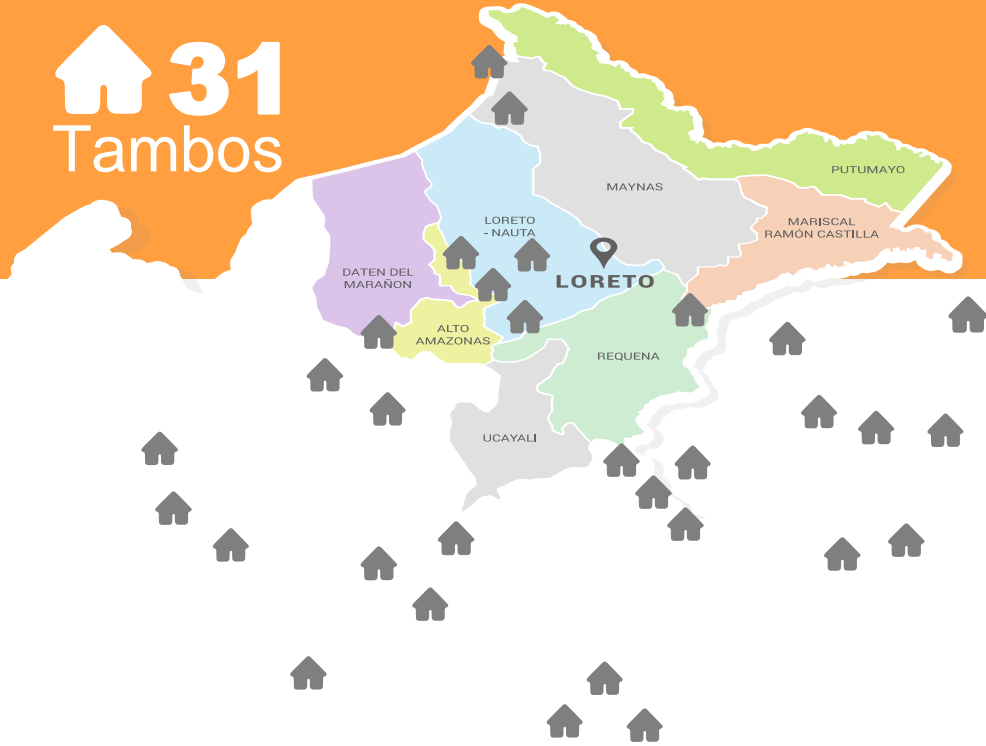 31
Tambos
PUTUMAYO
MAYNAS
MARISCAL
RAMÓN CASTILLA
LORETO
- NAUTA
LORETO
DATEN DEL
MARAÑON
ALTO
AMAZONAS
REQUENA
UCAYALI